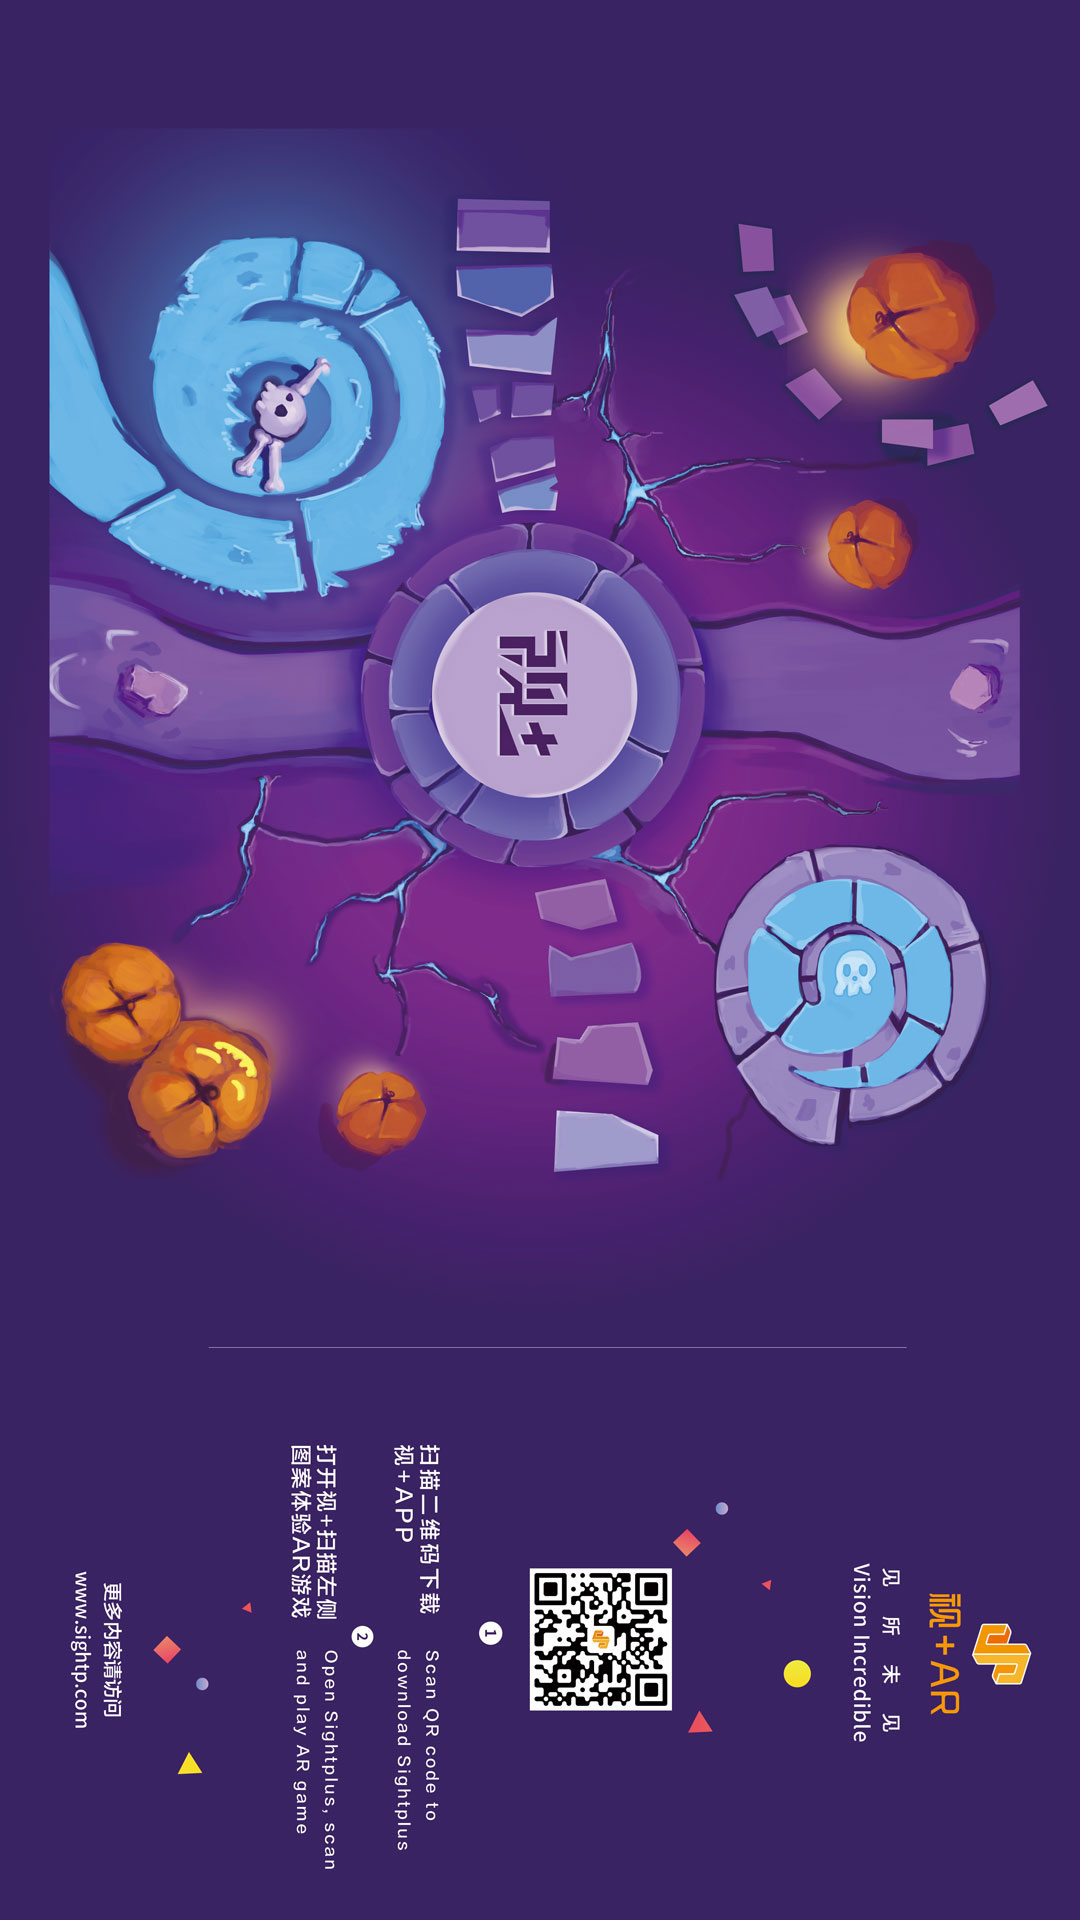 视+
视+AR
见所未见
Vision Incredible
1
扫描二维码下载
视+APP
Scan QR code to
download Sightplus
2
打开视+扫描左侧
图案体验AR游戏
Open Sightplus, scan
and play AR game
更多内容请访问
www.sightp.com